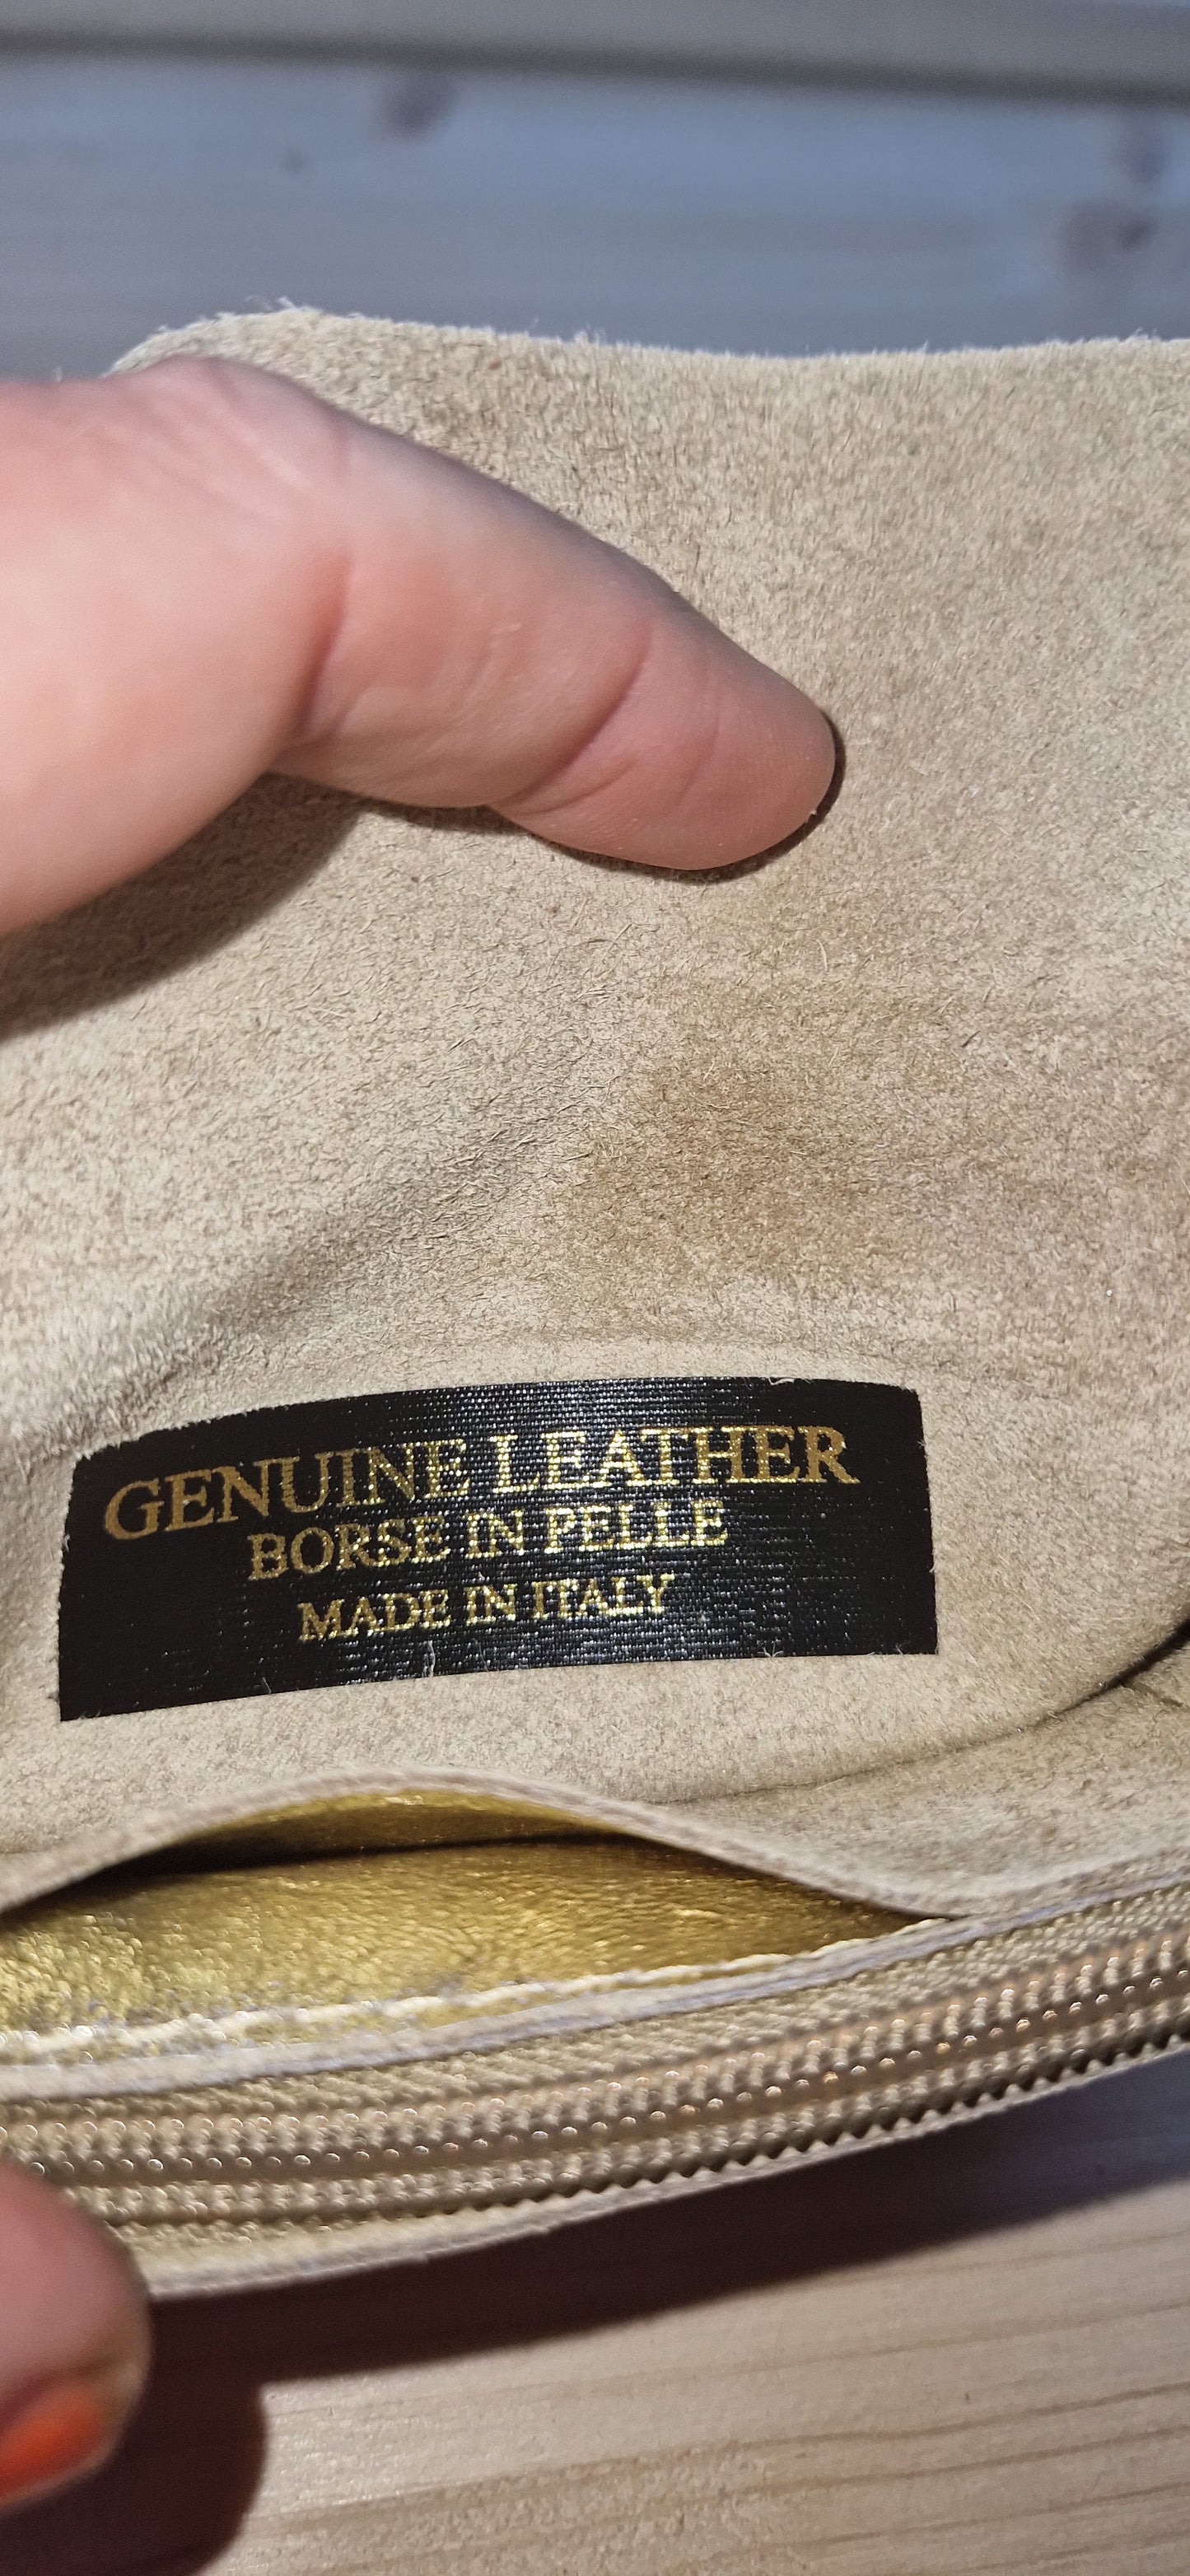 GENUINE LEATHER
BORSE IN PELLE
MADE IN ITALY